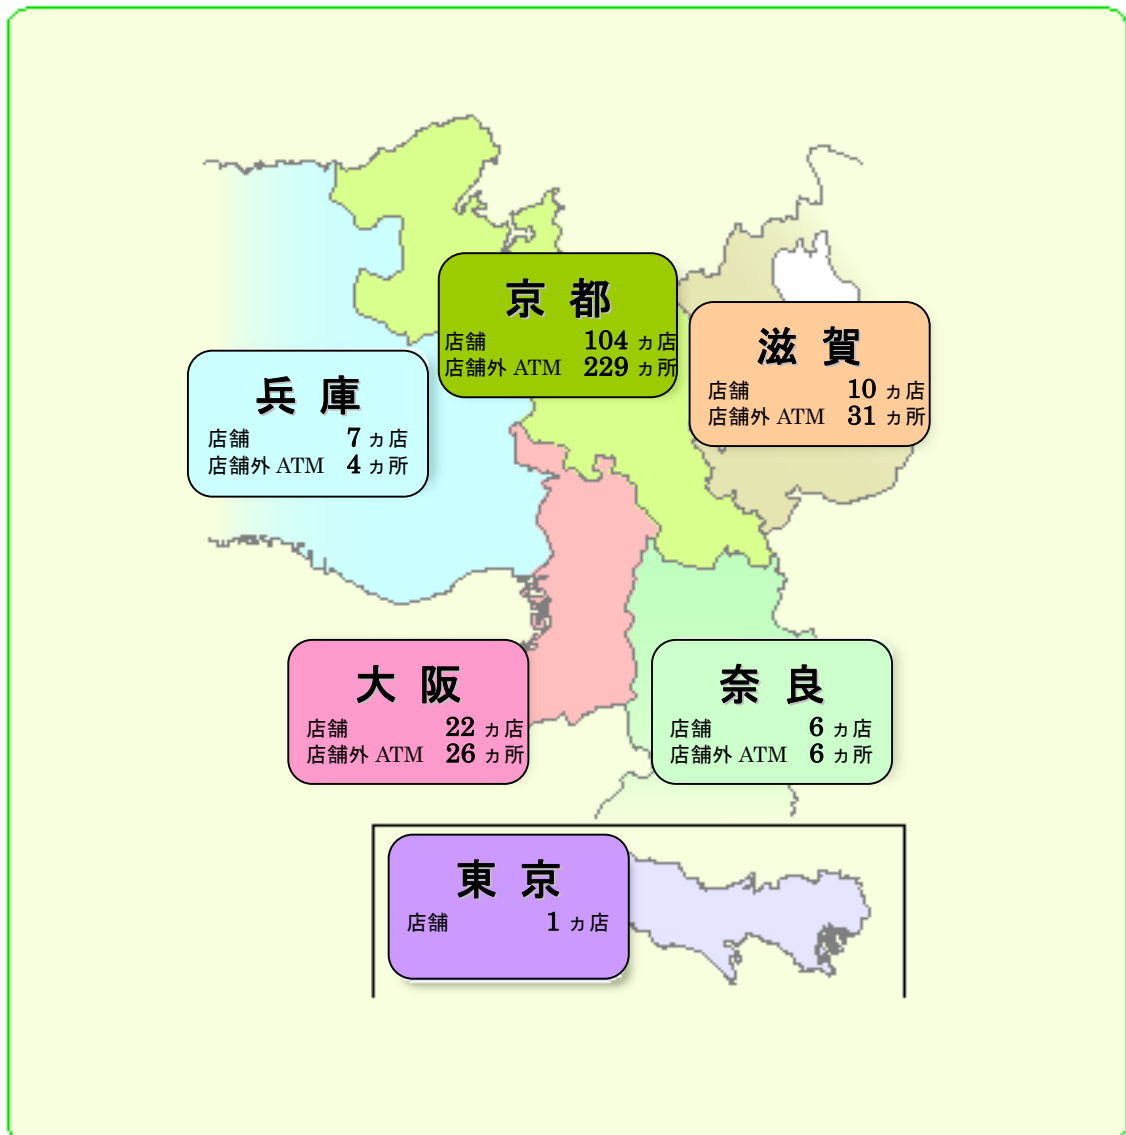 京 都
店舗 104 ヵ店
店舗外 ATM 229 ヵ所
滋 賀
店舗 10 ヵ店
店舗外 ATM 31 ヵ所
兵 庫
店舗 7 ヵ店
店舗外 ATM 4 ヵ所
大 阪
店舗 22 ヵ店
店舗外 ATM 26 ヵ所
奈 良
店舗 6 ヵ店
店舗外 ATM 6 ヵ所
東 京
店舗 1 ヵ店